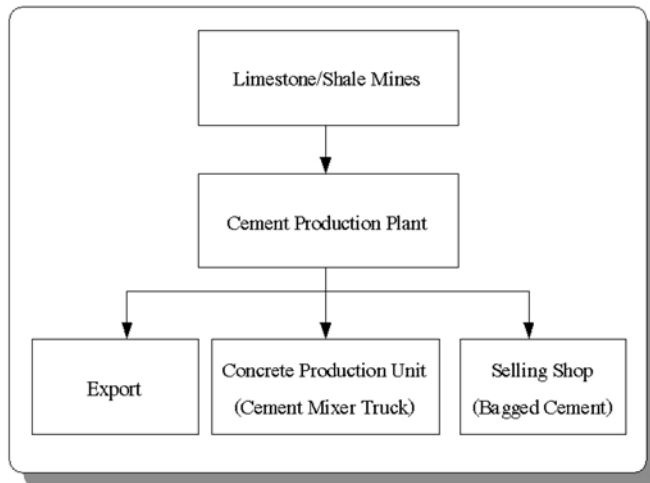 Limestone/Shale Mines
Cement Production Plant
Export
Concrete Production Unit
(Cement Mixer Truck)
Selling Shop
(Bagged Cement)